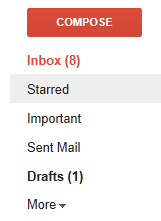 COMPOSE
Inbox (8)
Starred
Important
Sent Mail
Drafts (1)
More